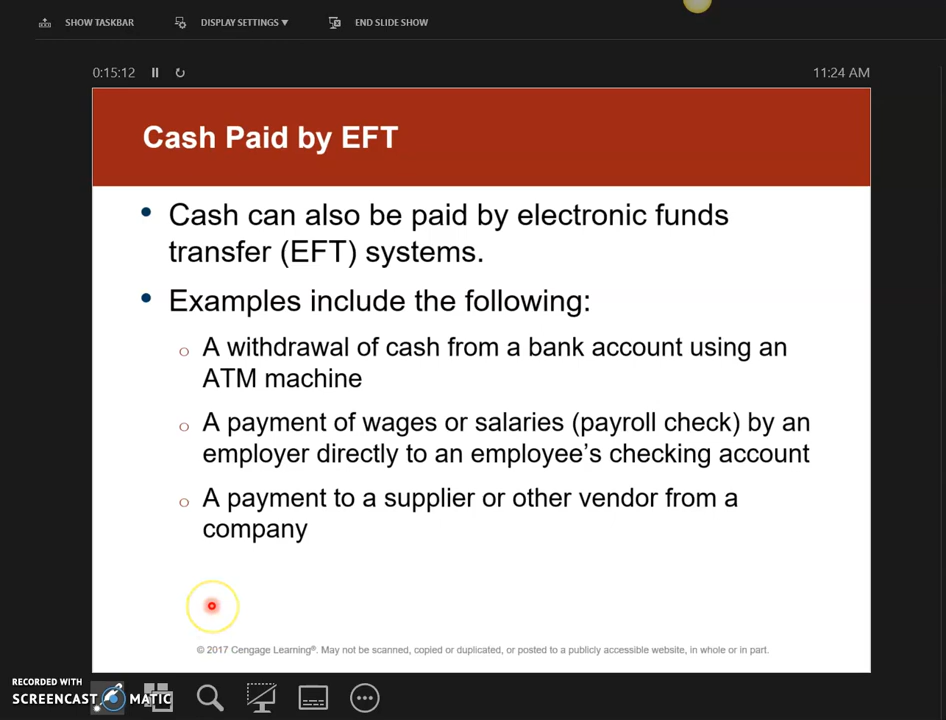 SHOW TASKBAR DISPLAY SETTINGS ▼ END SLIDE SHOW
0:15:12 11:24 AM
Cash Paid by EFT
• Cash can also be paid by electronic funds
transfer (EFT) systems.
• Examples include the following:
o A withdrawal of cash from a bank account using an
ATM machine
o A payment of wages or salaries (payroll check) by an
employer directly to an employee’s checking account
o A payment to a supplier or other vendor from a
company
© 2017 Cengage Learning®. May not be scanned, copied or duplicated, or posted to a publicly accessible website, in whole or in part.
RECORDED WITH
SCREENCAST MATIC